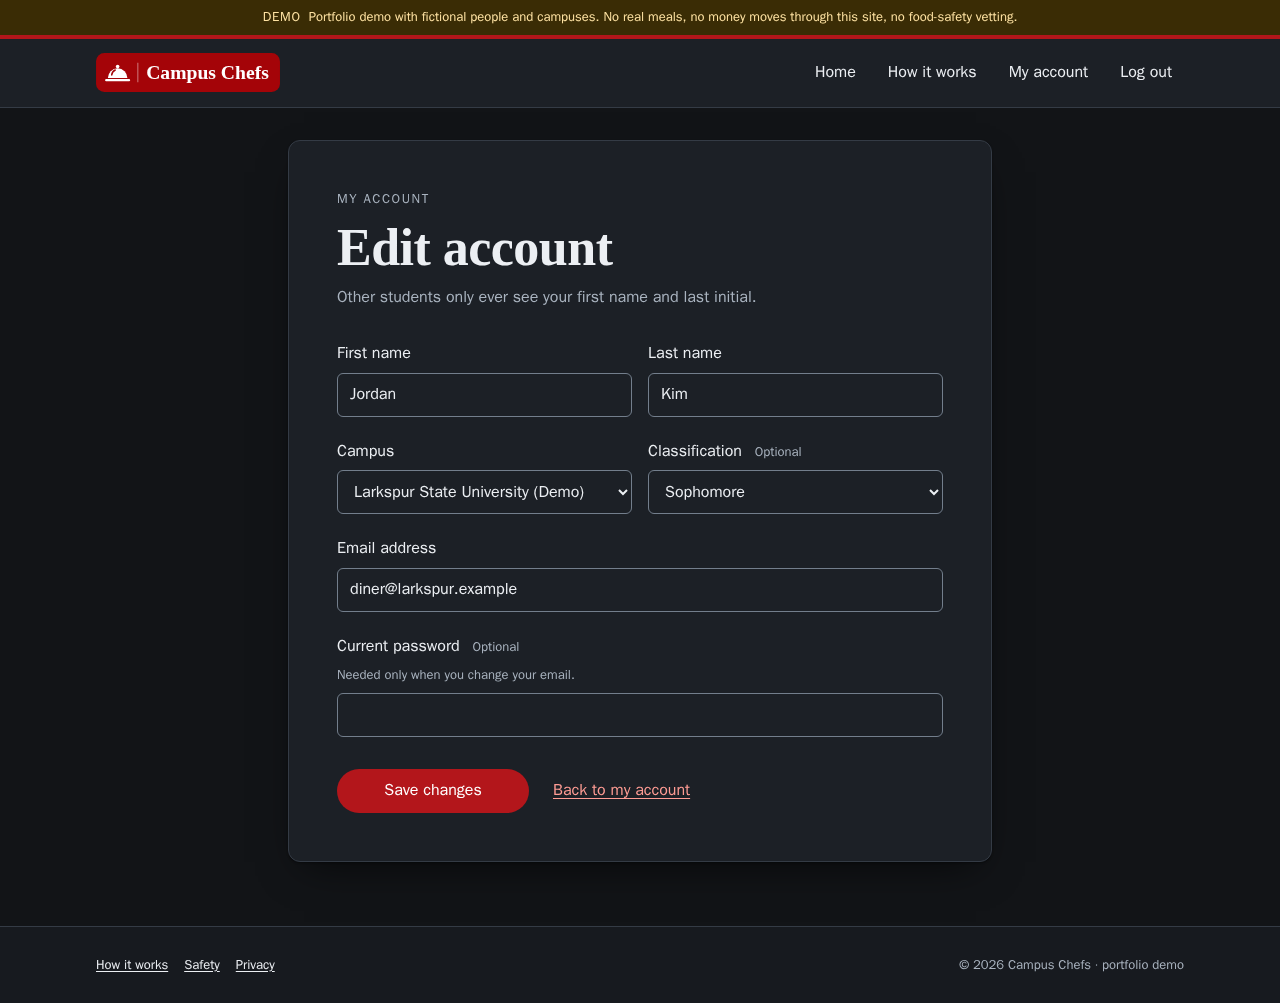 DEMO Portfolio demo with fictional people and campuses. No real meals, no money moves through this site, no food-safety vetting.
Campus Chefs
Home How it works My account Log out
MY ACCOUNT
Edit account
Other students only ever see your first name and last initial.
First name Last name
Jordan Kim
Campus Classification Optional
Larkspur State University (Demo) Sophomore
Email address
diner@larkspur.example
Current password Optional
Needed only when you change your email.
Save changes Back to my account
How it works Safety Privacy © 2026 Campus Chefs · portfolio demo